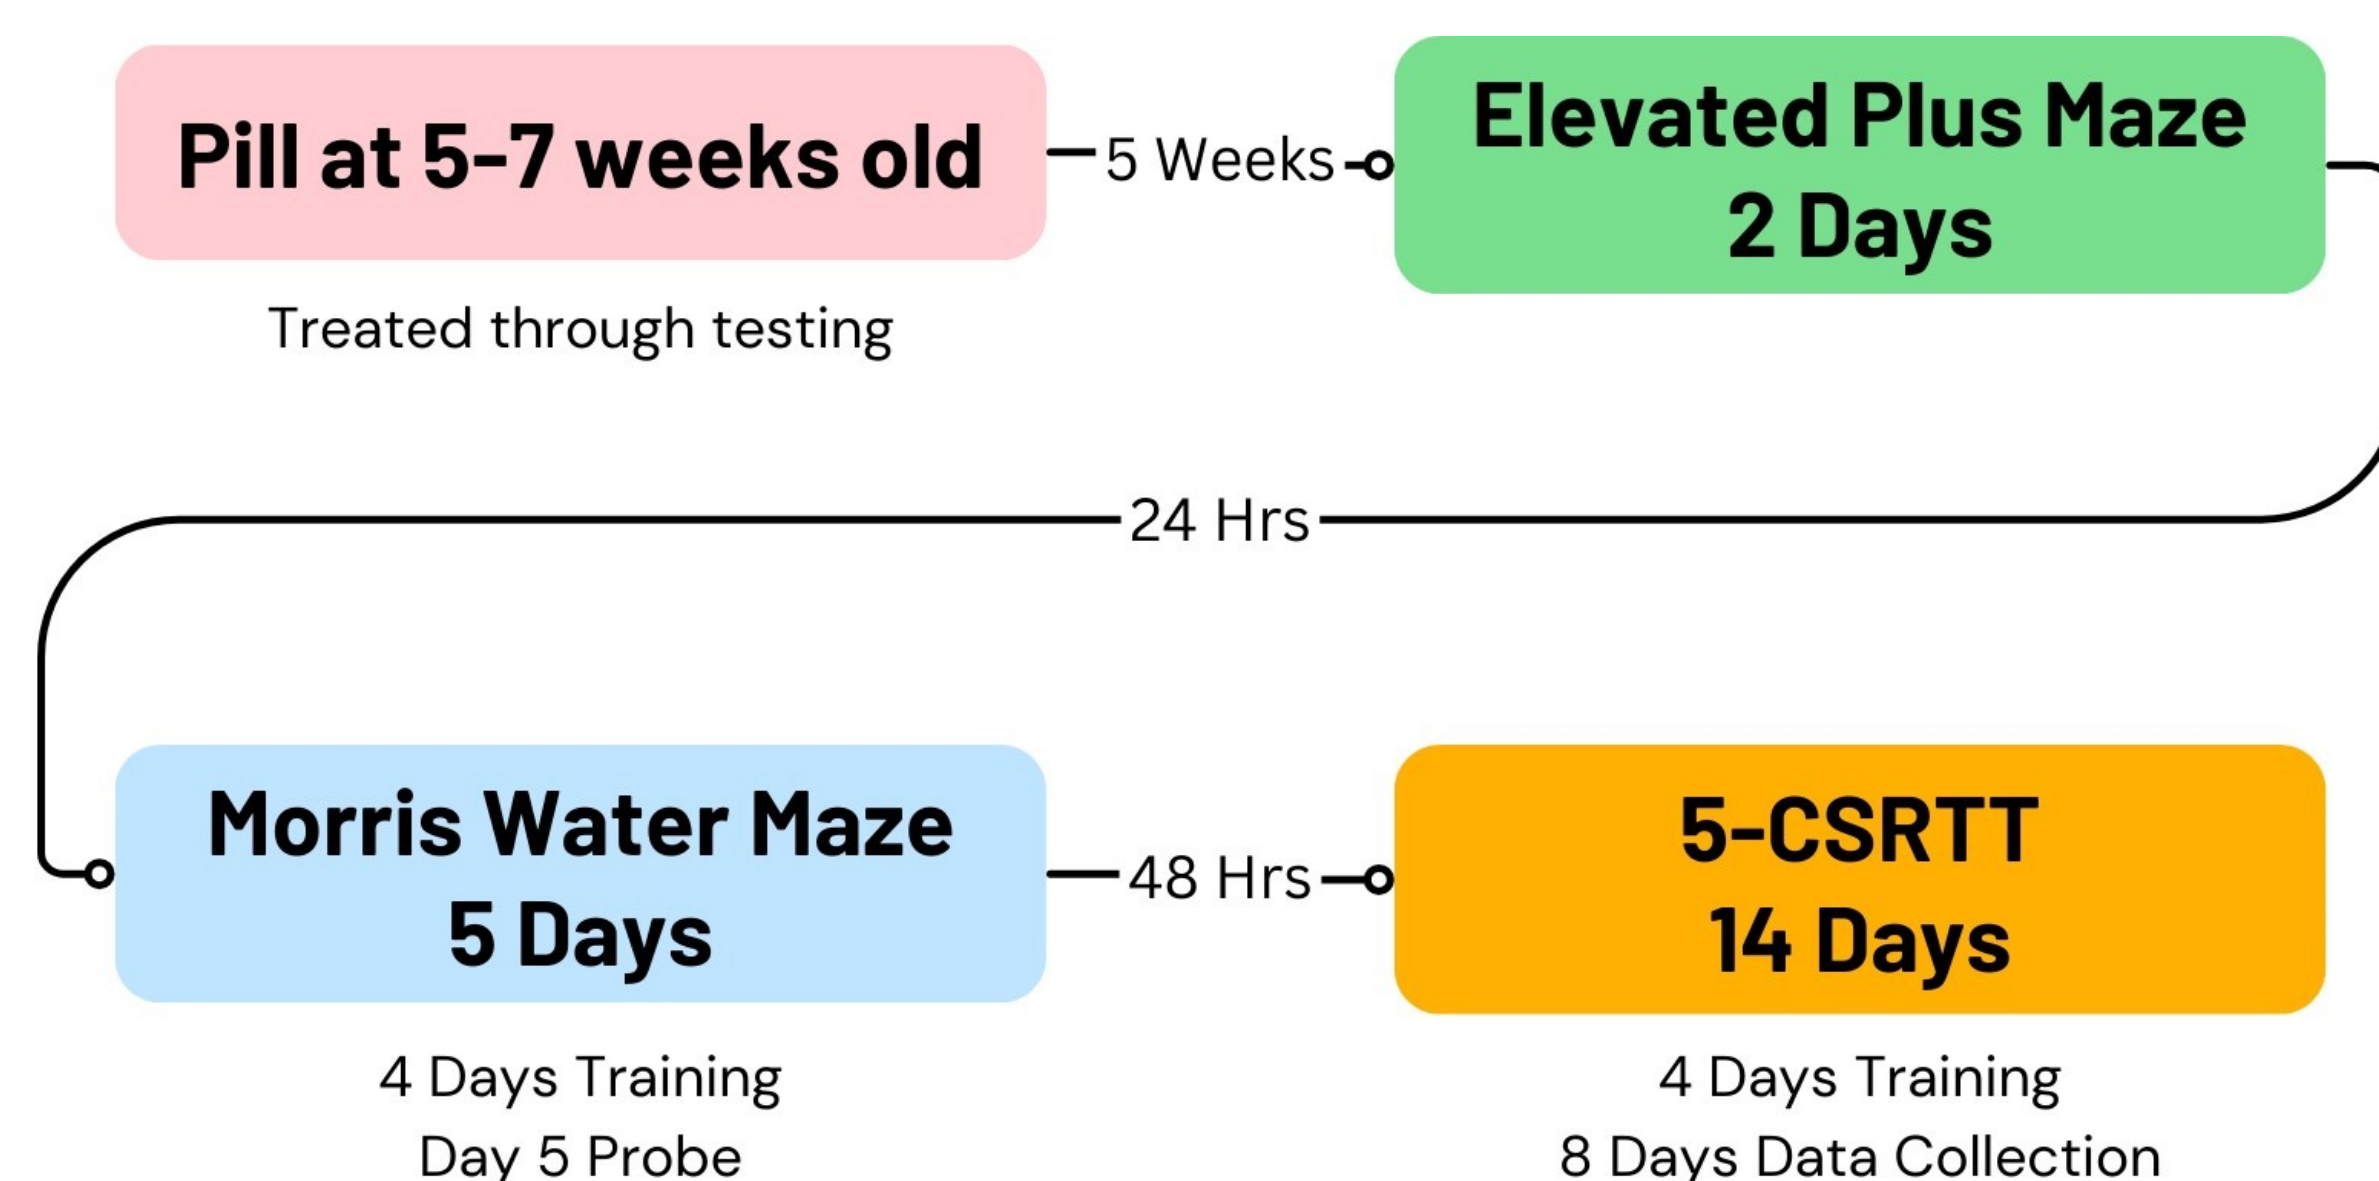 Pill at 5-7 weeks old
5 Weeks
Elevated Plus Maze
2 Days
Treated through testing
24 Hrs
Morris Water Maze
5 Days
48 Hrs
5-CSRTT
14 Days
4 Days Training
Day 5 Probe
4 Days Training
8 Days Data Collection